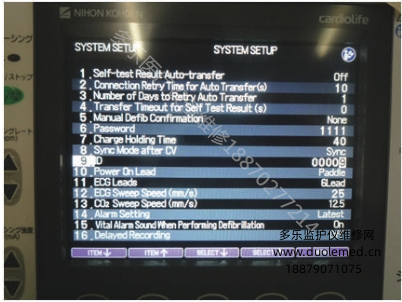 NIHON KOHDEN
cardiolife
SYSTEM SETUP SYSTEM SETUP
1 Self-test Result Auto-transfer Off
2 Connection Retry Time for Auto Transfer(s) 10
3 Number of Days to Retry Auto Transfer 1
4 Transfer Timeout for Self Test Result (s) 0
5 Manual Defib Confirmation None
6 Password 1111
7 Charge Holding Time 40
8 Sync Mode after CV Sync
9 ID 00009
10 Power On Lead Paddle
11 ECG Leads 6Lead
12 ECG Sweep Speed (mm/s) 25
13 CO2 Sweep Speed (mm/s) 12.5
14 Alarm Setting Latest
15 Vital Alarm Sound When Performing Defibrillation On
16 Delayed Recording
ITEM↓ ITEM↑ SELECT↓
多乐监护仪维修网
www.duolemed.cn
18879071075